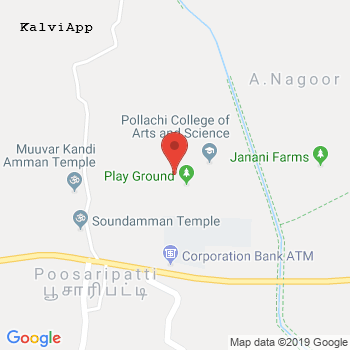 KalviApp
A.Nagoor
Pollachi College of
Arts and Science
Muuvar Kandi
Amman Temple
Janani Farms
Play Ground
Soundamman Temple
Corporation Bank ATM
Poosaripatti
பூசாரிபட்டி
Map data ©2019 Google